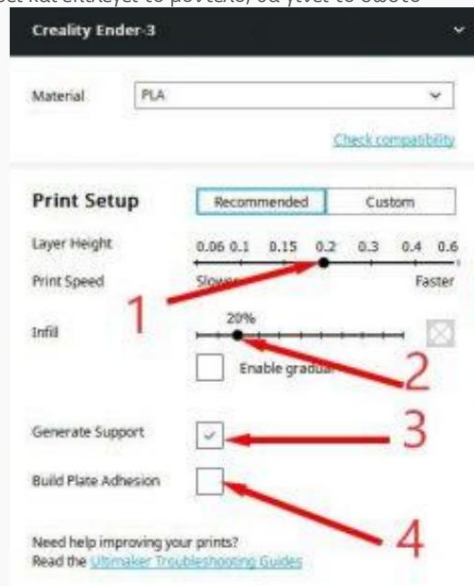 Creality Ender-3
Material PLA
Check compatibility
Print Setup Recommended Custom
Layer Height 0.06 0.1 0.15 0.2 0.3 0.4 0.6
Print Speed Slower Faster
1
20%
Infill
2
Enable gradual
Generate Support
3
Build Plate Adhesion
4
Need help improving your prints?
Read the Ultimaker Troubleshooting Guides